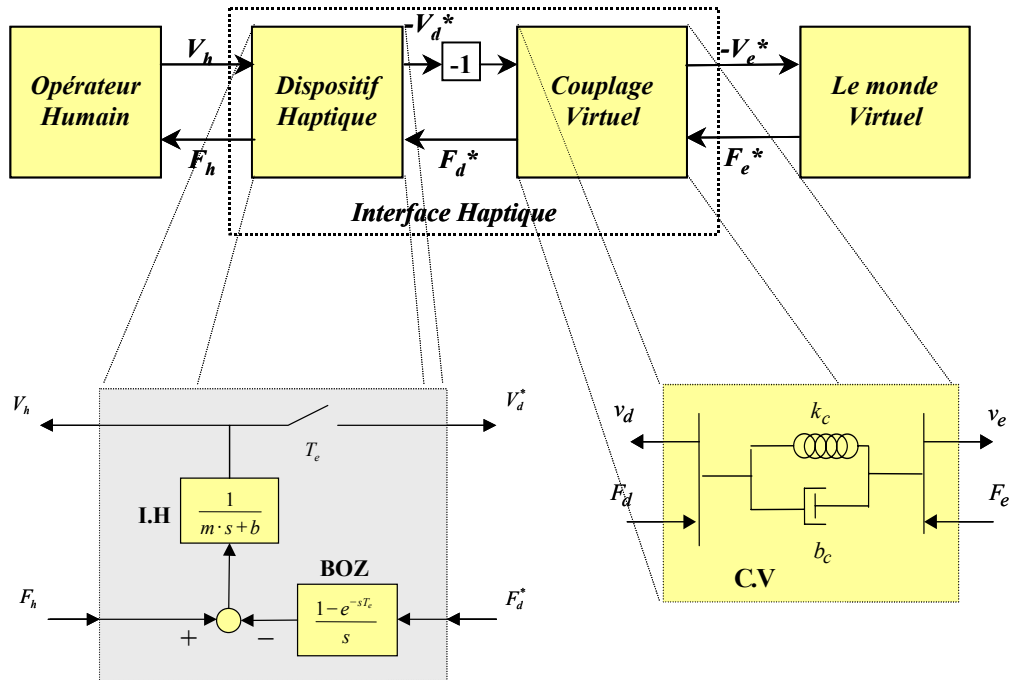 Opérateur
Humain
V_h
F_h
Dispositif
Haptique
-V_d*
-1
F_d*
Couplage
Virtuel
-V_e*
F_e*
Le monde
Virtuel
Interface Haptique
V_h
V_d^*
T_e
I.H
1
m·s+b
BOZ
F_h
+
−
1−e^{−sT_e}
s
F_d^*
v_d
k_c
v_e
F_d
F_e
b_c
C.V